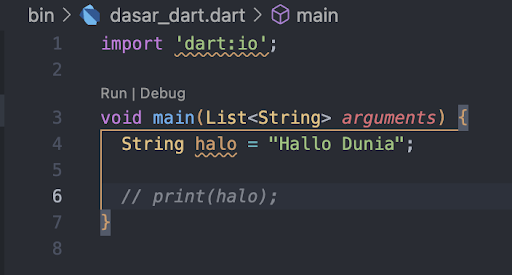 bin > dasar_dart.dart > main
1 import 'dart:io';
2
Run | Debug
3 void main(List<String> arguments) {
4 String halo = "Hallo Dunia";
5
6 // print(halo);
7 }
8